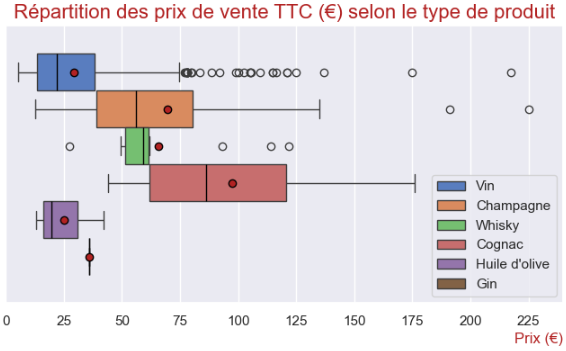 Répartition des prix de vente TTC (€) selon le type de produit
Vin
Champagne
Whisky
Cognac
Huile d'olive
Gin
0 25 50 75 100 125 150 175 200 225
Prix (€)